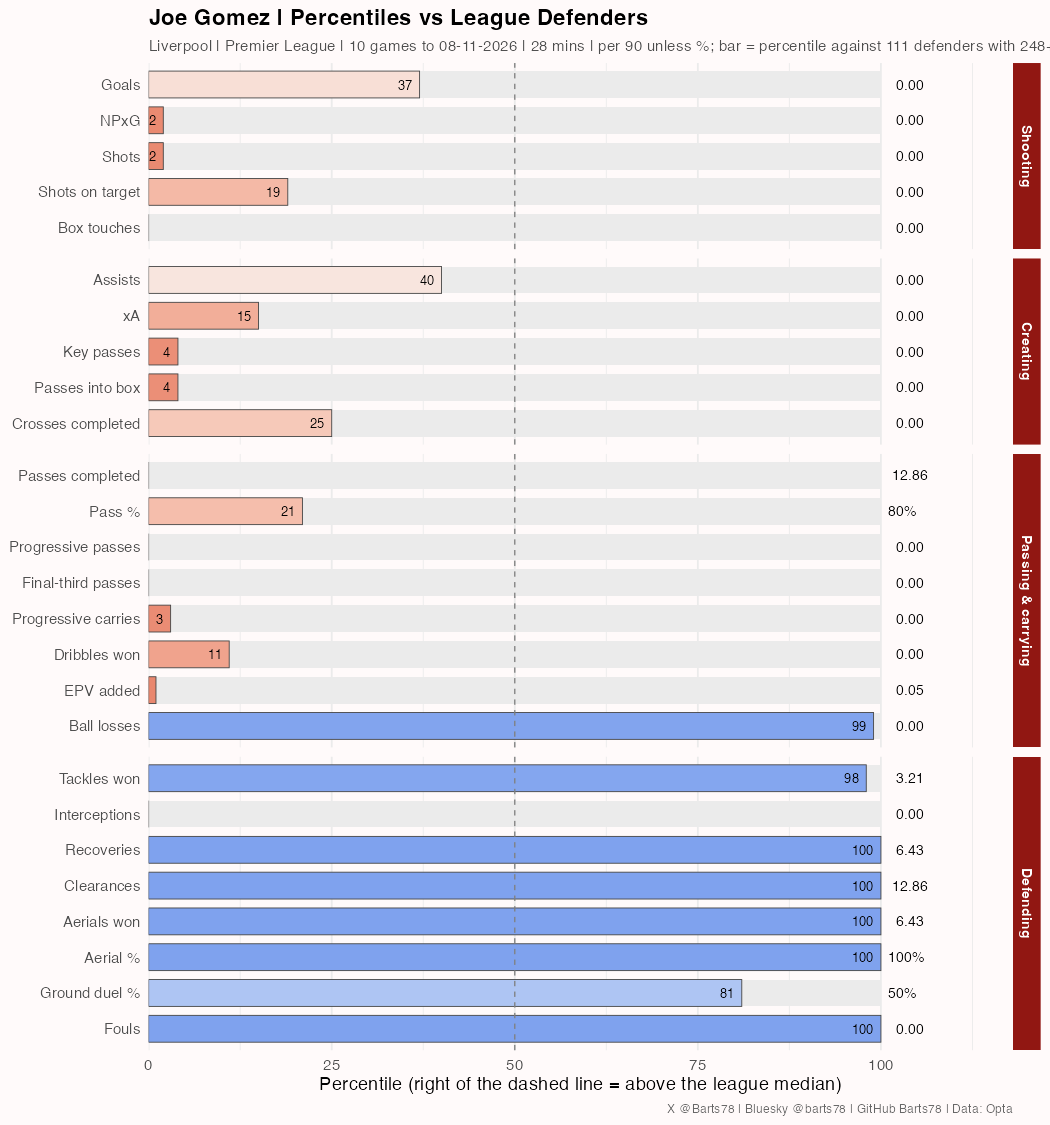 Joe Gomez | Percentiles vs League Defenders
Liverpool | Premier League | 10 games to 08-11-2026 | 28 mins | per 90 unless %; bar = percentile against 111 defenders with 248-
Goals 37 0.00
NPxG 2 0.00
Shots 2 0.00
Shots on target 19 0.00
Box touches 0.00
Shooting
Assists 40 0.00
xA 15 0.00
Key passes 4 0.00
Passes into box 4 0.00
Crosses completed 25 0.00
Creating
Passes completed 12.86
Pass % 21 80%
Progressive passes 0.00
Final-third passes 0.00
Progressive carries 3 0.00
Dribbles won 11 0.00
EPV added 0.05
Ball losses 99 0.00
Passing & carrying
Tackles won 98 3.21
Interceptions 0.00
Recoveries 100 6.43
Clearances 100 12.86
Aerials won 100 6.43
Aerial % 100 100%
Ground duel % 81 50%
Fouls 100 0.00
Defending
0 25 50 75 100
Percentile (right of the dashed line = above the league median)
X @Barts78 | Bluesky @barts78 | GitHub Barts78 | Data: Opta